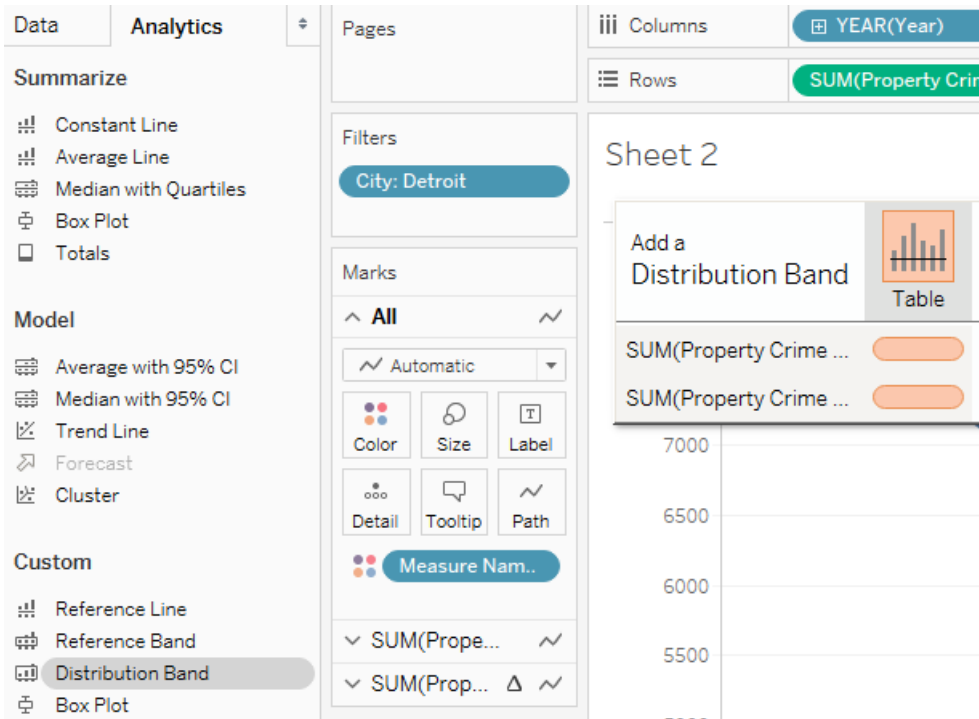 Data
Analytics
Summarize
Constant Line
Average Line
Median with Quartiles
Box Plot
Totals
Model
Average with 95% CI
Median with 95% CI
Trend Line
Forecast
Cluster
Custom
Reference Line
Reference Band
Distribution Band
Box Plot
Pages
Filters
City: Detroit
Marks
All
Automatic
Color
Size
Label
Detail
Tooltip
Path
Measure Nam..
SUM(Prope...
SUM(Prop... Δ
Columns
YEAR(Year)
Rows
SUM(Property Crim
Sheet 2
Add a
Distribution Band
Table
SUM(Property Crime ...
SUM(Property Crime ...
7000
6500
6000
5500